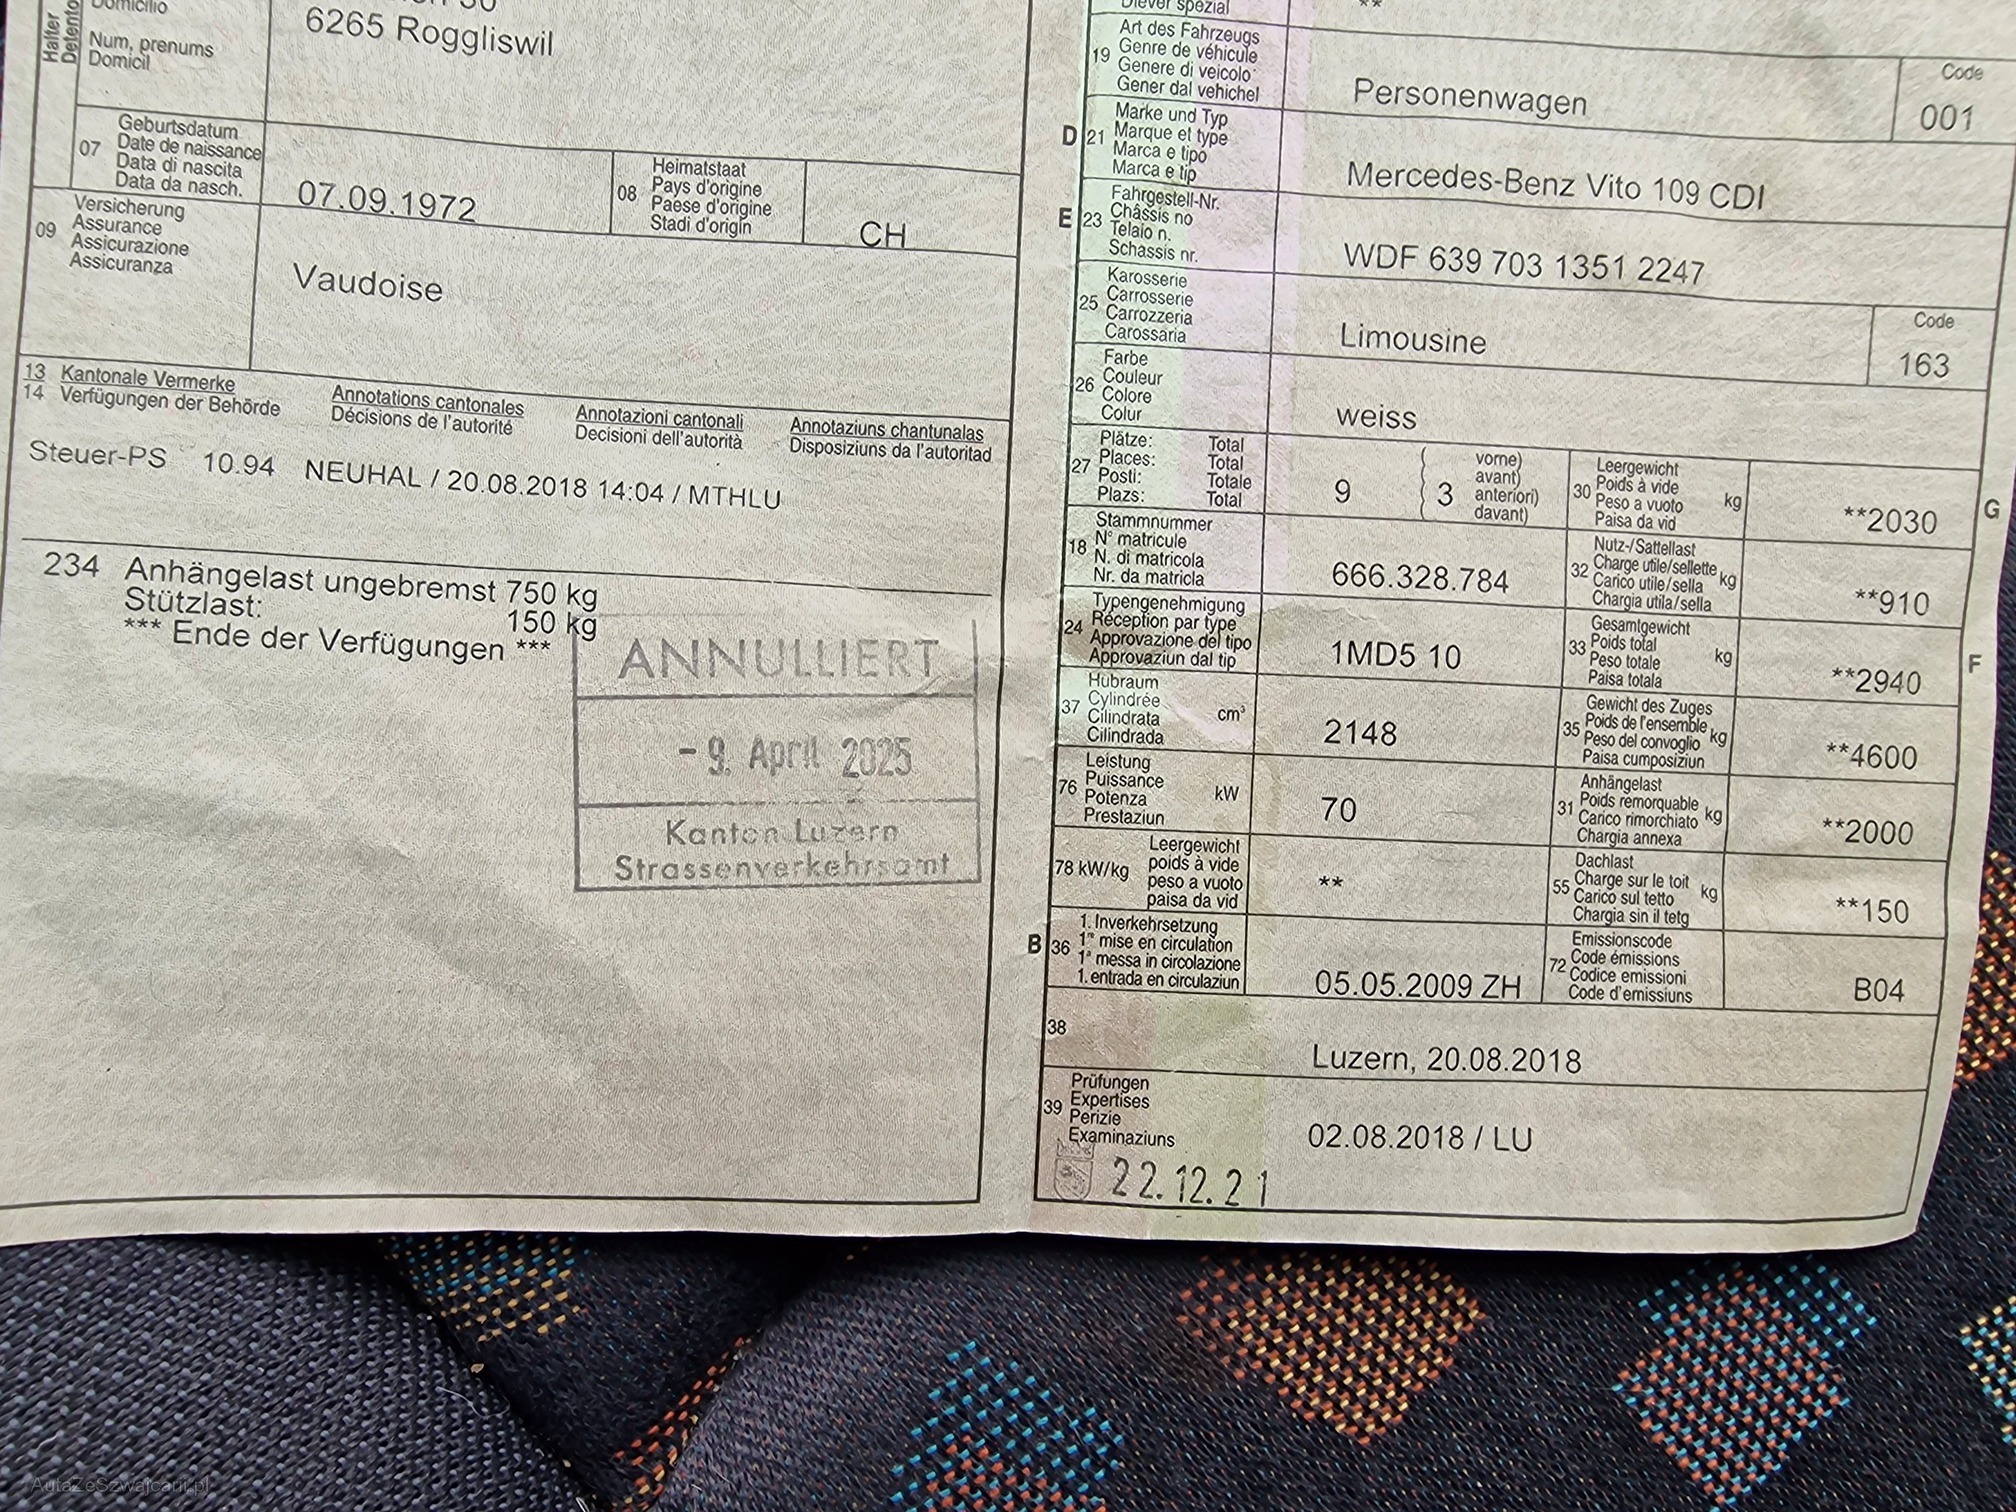 Domicilio
Num, prenums
Domicil
Halter
Detento
6265 Roggliswil
07
Geburtsdatum
Date de naissance
Data di nascita
Data da nasch.
07.09.1972
08
Heimatstaat
Pays d'origine
Paese d'origine
Stadi d'origin
CH
09
Versicherung
Assurance
Assicurazione
Assicuranza
Vaudoise
13 Kantonale Vermerke
14 Verfügungen der Behörde
Annotations cantonales
Décisions de l'autorité
Annotazioni cantonali
Decisioni dell'autorità
Annotaziuns chantunalas
Disposiziuns da l'autoritad
Steuer-PS 10.94 NEUHAL / 20.08.2018 14:04 / MTHLU
234 Anhängelast ungebremst 750 kg
Stützlast: 150 kg
*** Ende der Verfügungen ***
ANNULLIERT
- 9. April 2025
Kanton Luzern
Strassenverkehrsamt
**
19
Art des Fahrzeugs
Genre de véhicule
Genere di veicolo
Gener dal vehichel
Personenwagen
Code
001
D 21
Marke und Typ
Marque et type
Marca e tipo
Marca e tip
Mercedes-Benz Vito 109 CDI
E 23
Fahrgestell-Nr.
Châssis no
Telaio n.
Schassis nr.
WDF 639 703 1351 2247
25
Karosserie
Carrosserie
Carrozzeria
Carossaria
Limousine
Code
163
26
Farbe
Couleur
Colore
Colur
weiss
27
Plätze: Total
Places: Total
Posti: Totale
Plazs: Total
9
( 3
vorne)
avant)
anteriori)
davant)
30
Leergewicht
Poids à vide
Peso a vuoto
Paisa da vid
kg
**2030
G
18
Stammnummer
N° matricule
N. di matricola
Nr. da matricla
666.328.784
32
Nutz-/Sattellast
Charge utile/sellette
Carico utile/sella
Chargia utila/sella
kg
**910
24
Typengenehmigung
Réception par type
Approvazione del tipo
Approvaziun dal tip
1MD5 10
33
Gesamtgewicht
Poids total
Peso totale
Paisa totala
kg
**2940
F
37
Hubraum
Cylindrée
Cilindrata
Cilindrada
cm³
2148
35
Gewicht des Zuges
Poids de l'ensemble
Peso del convoglio
Paisa cumposiziun
kg
**4600
76
Leistung
Puissance
Potenza
Prestaziun
kW
70
31
Anhängelast
Poids remorquable
Carico rimorchiato
Chargia annexa
kg
**2000
78 kW/kg
Leergewicht
poids à vide
peso a vuoto
paisa da vid
**
55
Dachlast
Charge sur le toit
Carico sul tetto
Chargia sin il tetg
kg
**150
B 36
1. Inverkehrsetzung
1re mise en circulation
1a messa in circolazione
1. entrada en circulaziun
05.05.2009 ZH
72
Emissionscode
Code émissions
Codice emissioni
Code d'emissiuns
B04
38
Luzern, 20.08.2018
39
Prüfungen
Expertises
Perizie
Examinaziuns
02.08.2018 / LU
22.12.21
AutaZeSzwajcarii.pl